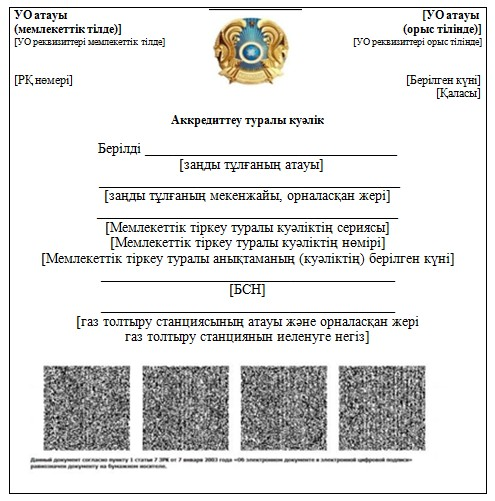 УО атауы
(мемлекеттік тілде)]
[УО реквизиттері мемлекеттік тілде]
[УО атауы
(орыс тілінде)]
[УО реквизиттері орыс тілінде]
[РҚ нөмері]
[Берілген күні]
[Қаласы]
Аккредиттеу туралы куәлік
Берілді
[заңды тұлғаның атауы]
[заңды тұлғаның мекенжайы, орналасқан жері]
[Мемлекеттік тіркеу туралы куәліктің сериясы]
[Мемлекеттік тіркеу туралы куәліктің нөмірі]
[Мемлекеттік тіркеу туралы анықтаманың (куәліктің) берілген күні]
[БСН]
[газ толтыру станциясының атауы және орналасқан жері
газ толтыру станциянын иеленуге негіз]
Данный документ согласно пункту 1 статьи 7 ЗРК от 7 января 2003 года «Об электронном документе и электронной цифровой подписи»
равнозначен документу на бумажном носителе.